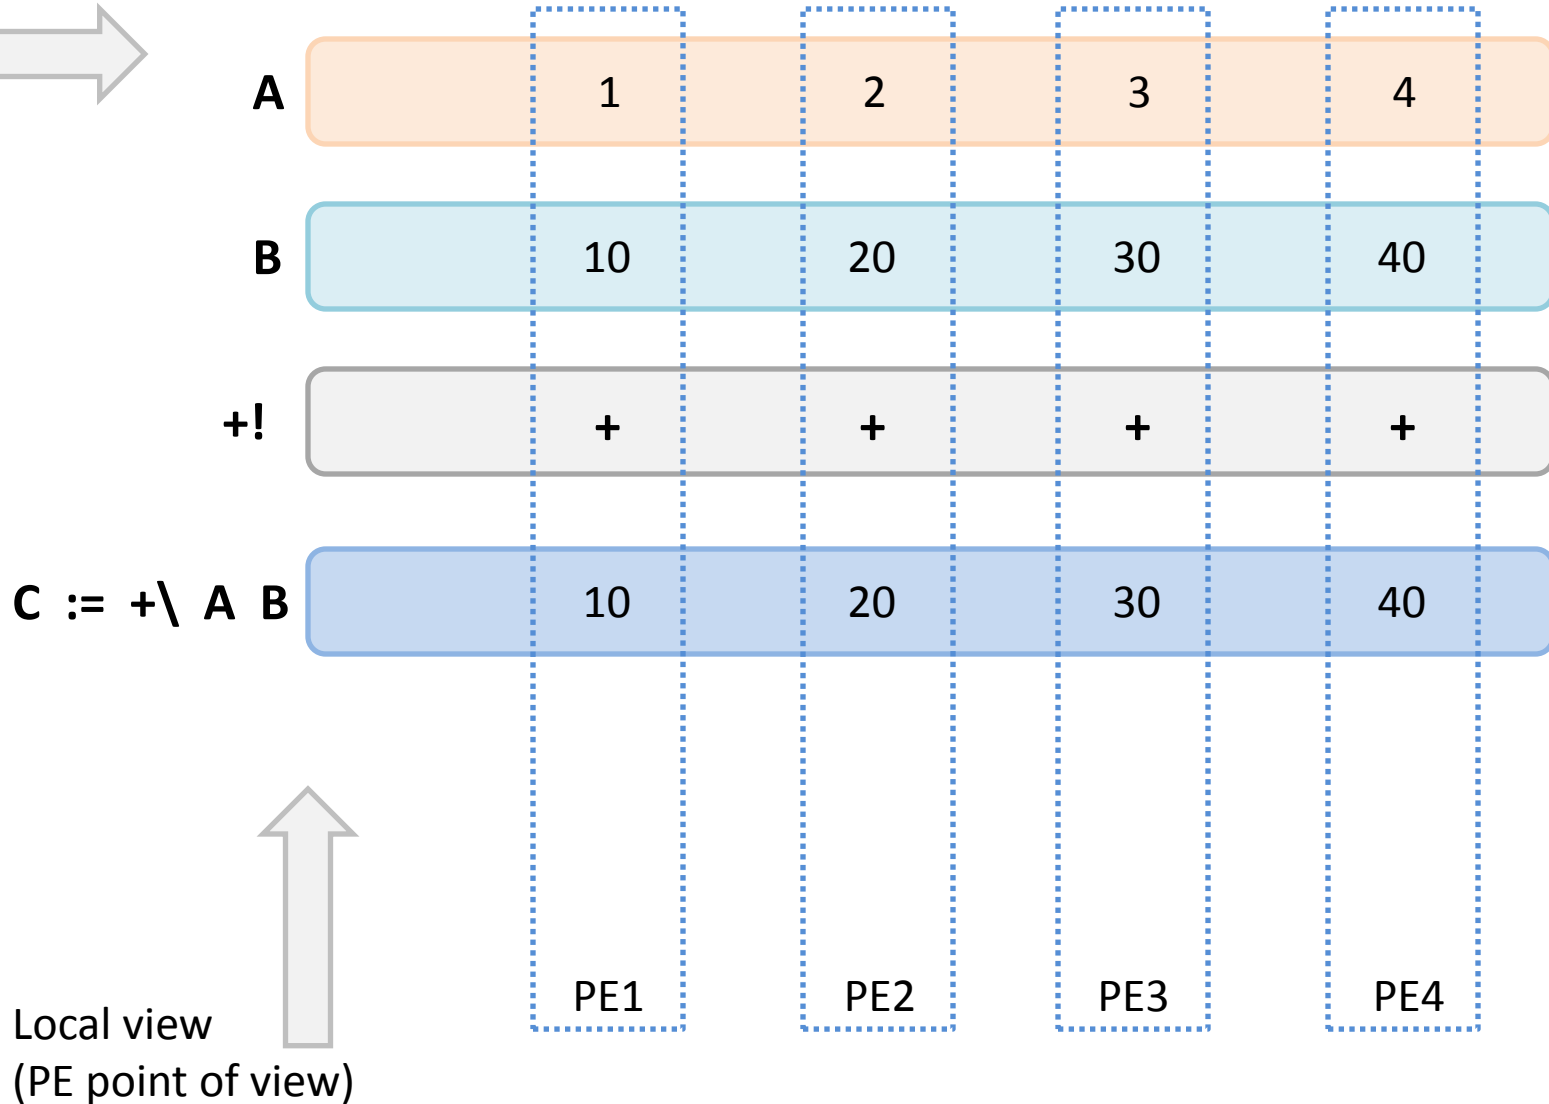 A 1 2 3 4
B 10 20 30 40
+! + + + +
C := +\ A B 10 20 30 40
PE1 PE2 PE3 PE4
Local view
(PE point of view)